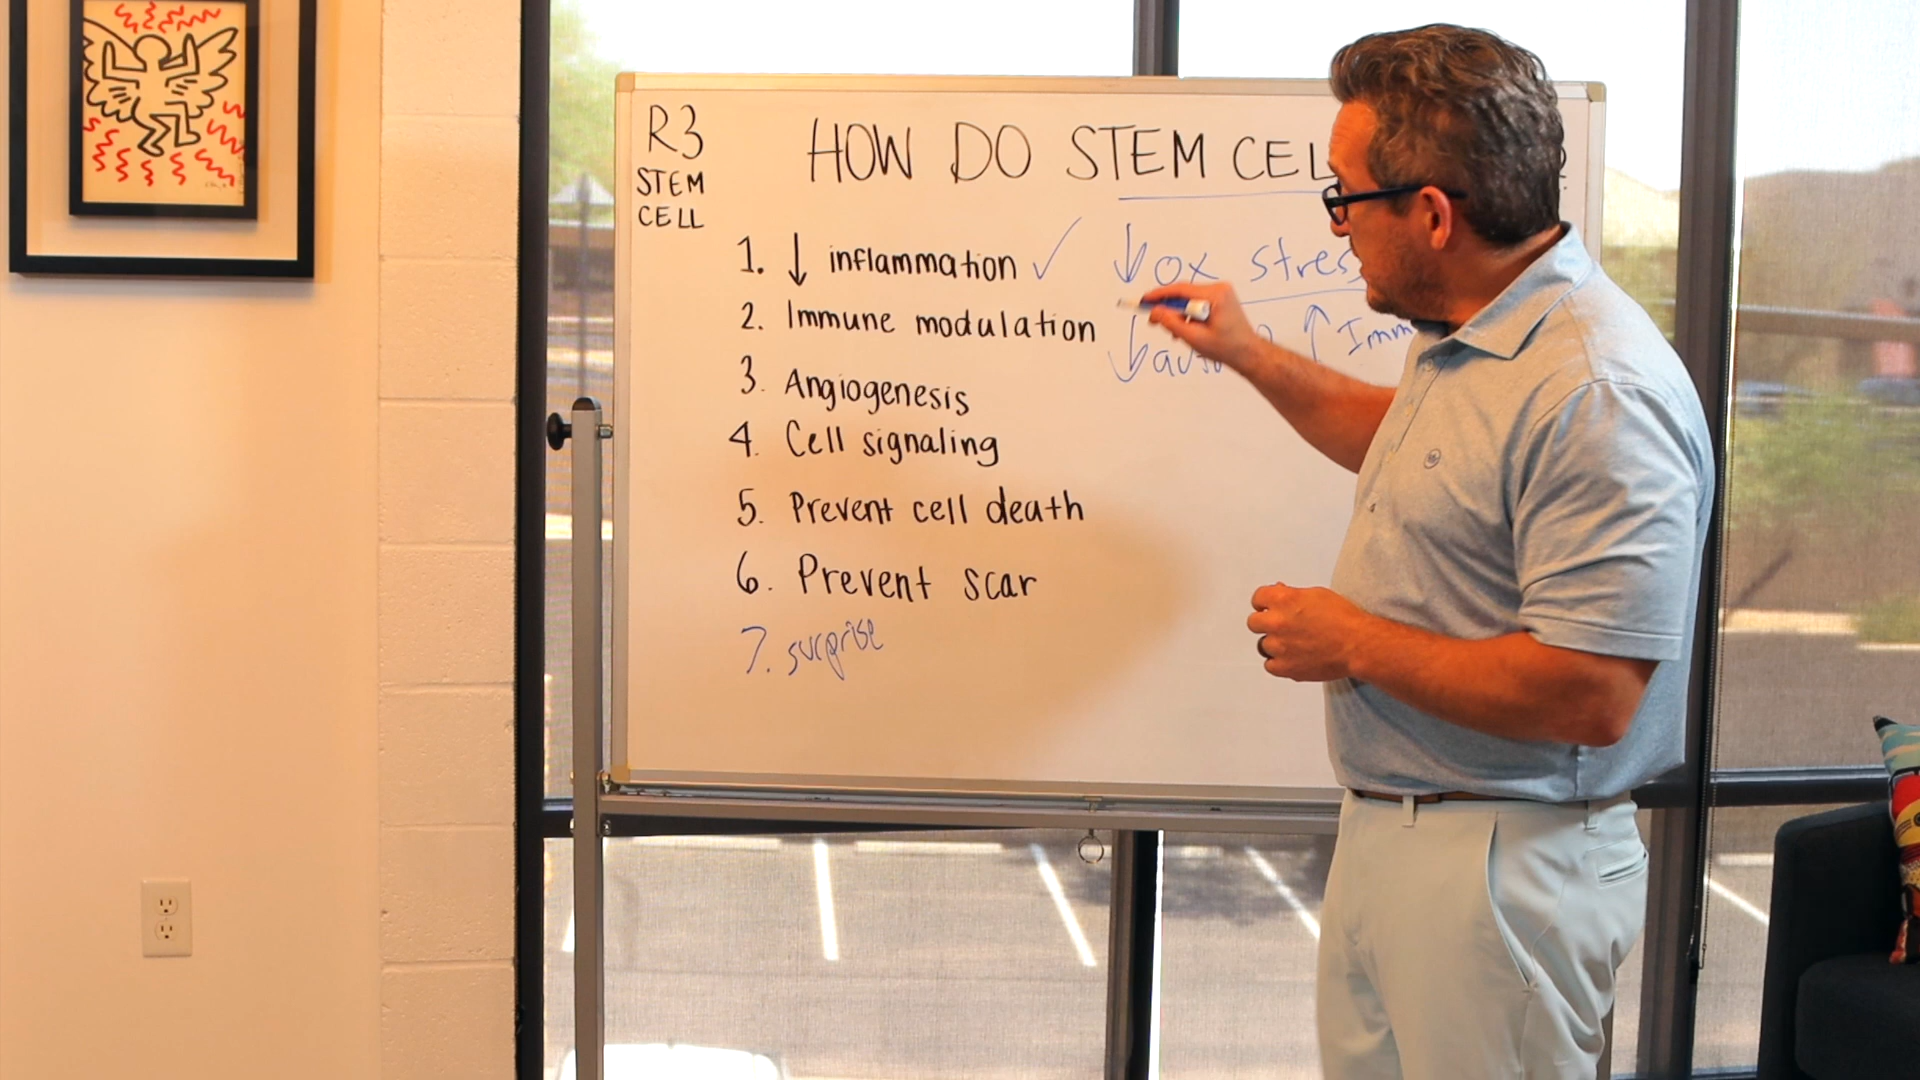 R3
STEM
CELL
HOW DO STEM CEL
1. ↓ inflammation ✓ ↓ ox stres
2. Immune modulation ↑ Imm
3. Angiogenesis
4. Cell signaling
5. Prevent cell death
6. Prevent scar
7. surprise